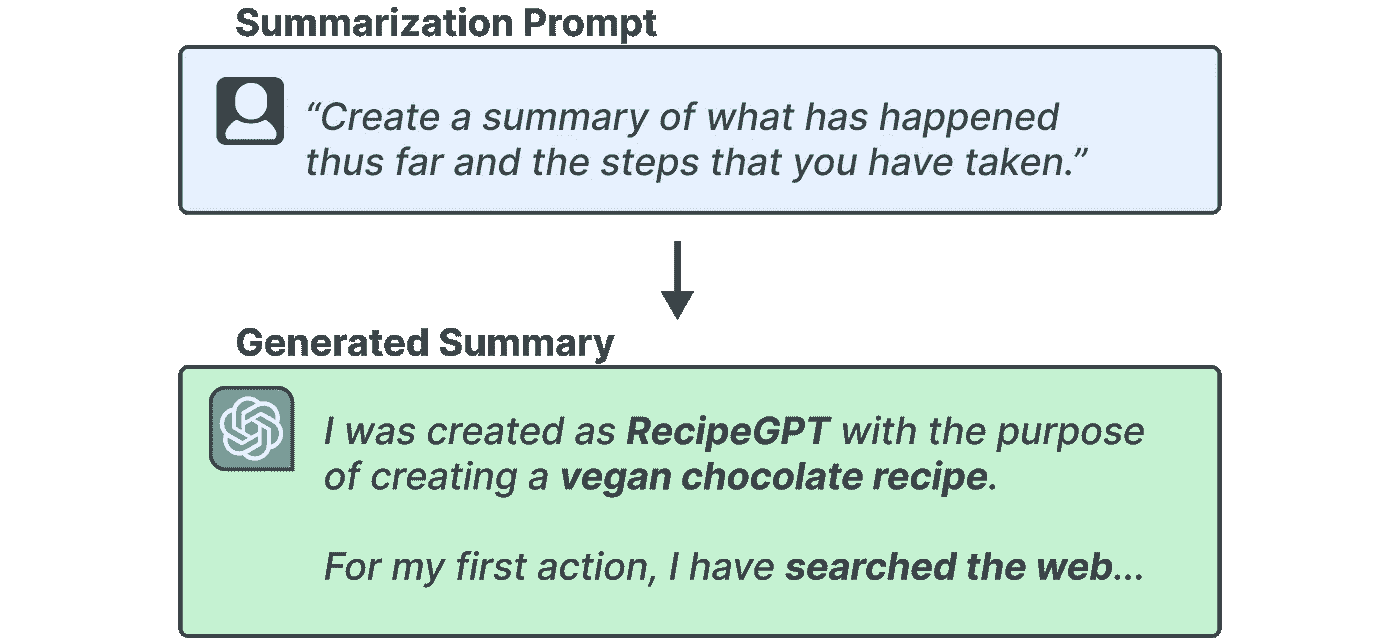 Summarization Prompt
“Create a summary of what has happened
thus far and the steps that you have taken.”
Generated Summary
I was created as RecipeGPT with the purpose
of creating a vegan chocolate recipe.
For my first action, I have searched the web...